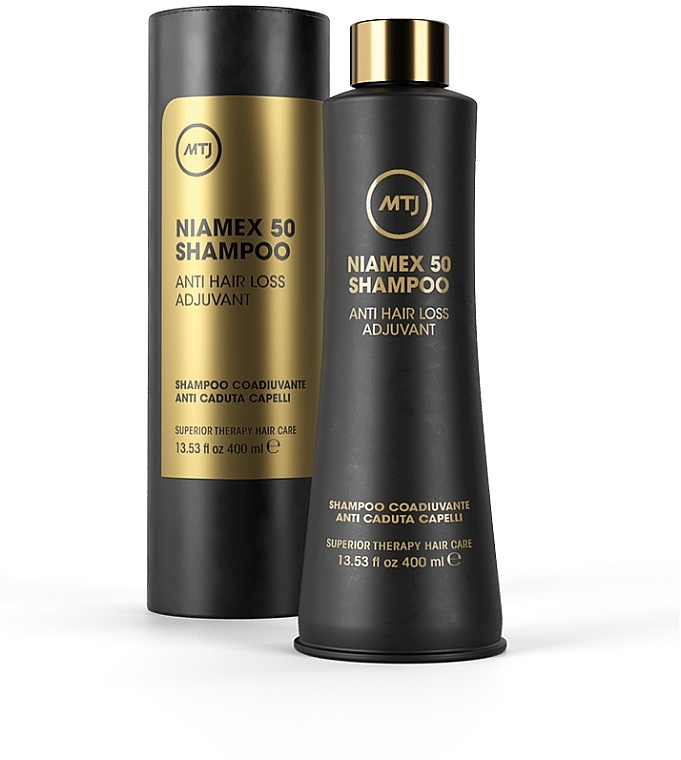 MTJ
NIAMEX 50
SHAMPOO
ANTI HAIR LOSS
ADJUVANT
SHAMPOO COADIUVANTE
ANTI CADUTA CAPELLI
SUPERIOR THERAPY HAIR CARE
13.53 fl oz 400 ml ℮
MTJ
NIAMEX 50
SHAMPOO
ANTI HAIR LOSS
ADJUVANT
SHAMPOO COADIUVANTE
ANTI CADUTA CAPELLI
SUPERIOR THERAPY HAIR CARE
13.53 fl oz 400 ml ℮